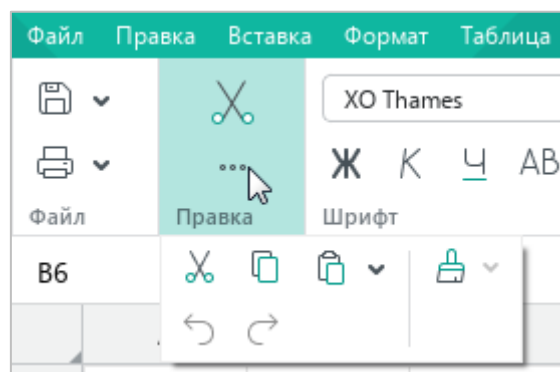 Файл Правка Вставка Формат Таблица
XO Thames
Ж К Ч АВ
Файл Правка Шрифт
B6